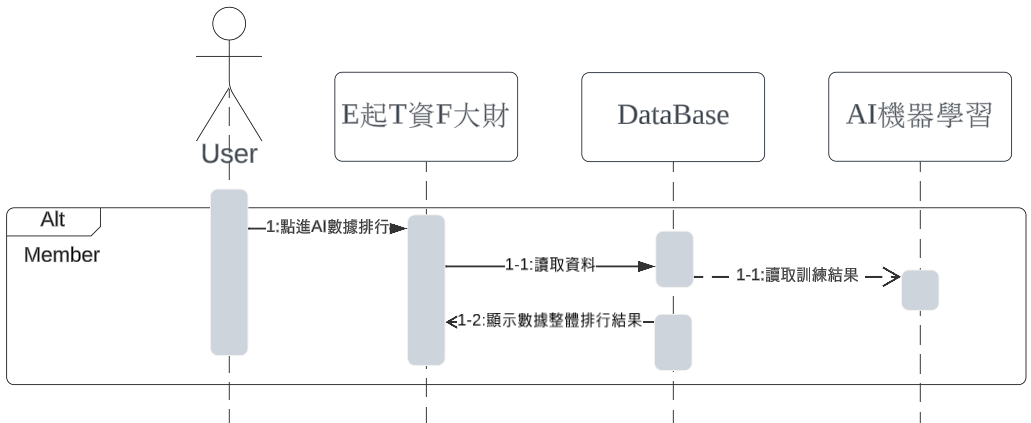 User
E起T資F大財
DataBase
AI機器學習
Alt
Member
1:點進AI數據排行
1-1:讀取資料
1-1:讀取訓練結果
1-2:顯示數據整體排行結果